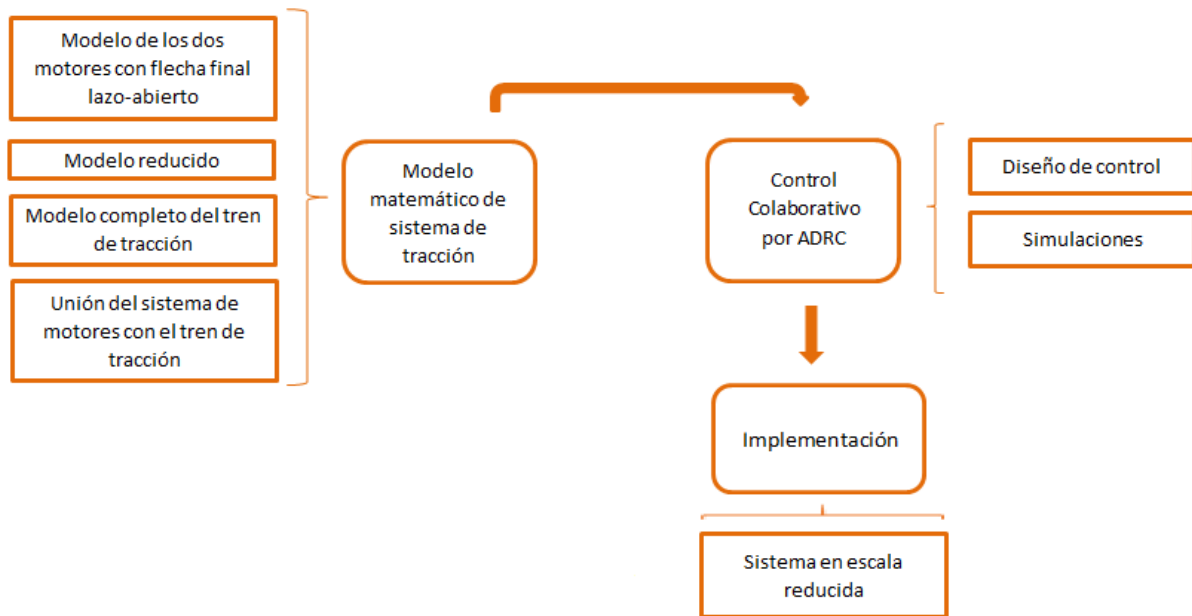 Modelo de los dos
motores con flecha final
lazo-abierto
Modelo reducido
Modelo completo del tren
de tracción
Unión del sistema de
motores con el tren de
tracción
Modelo
matemático de
sistema de
tracción
Control
Colaborativo
por ADRC
Diseño de control
Simulaciones
Implementación
Sistema en escala
reducida